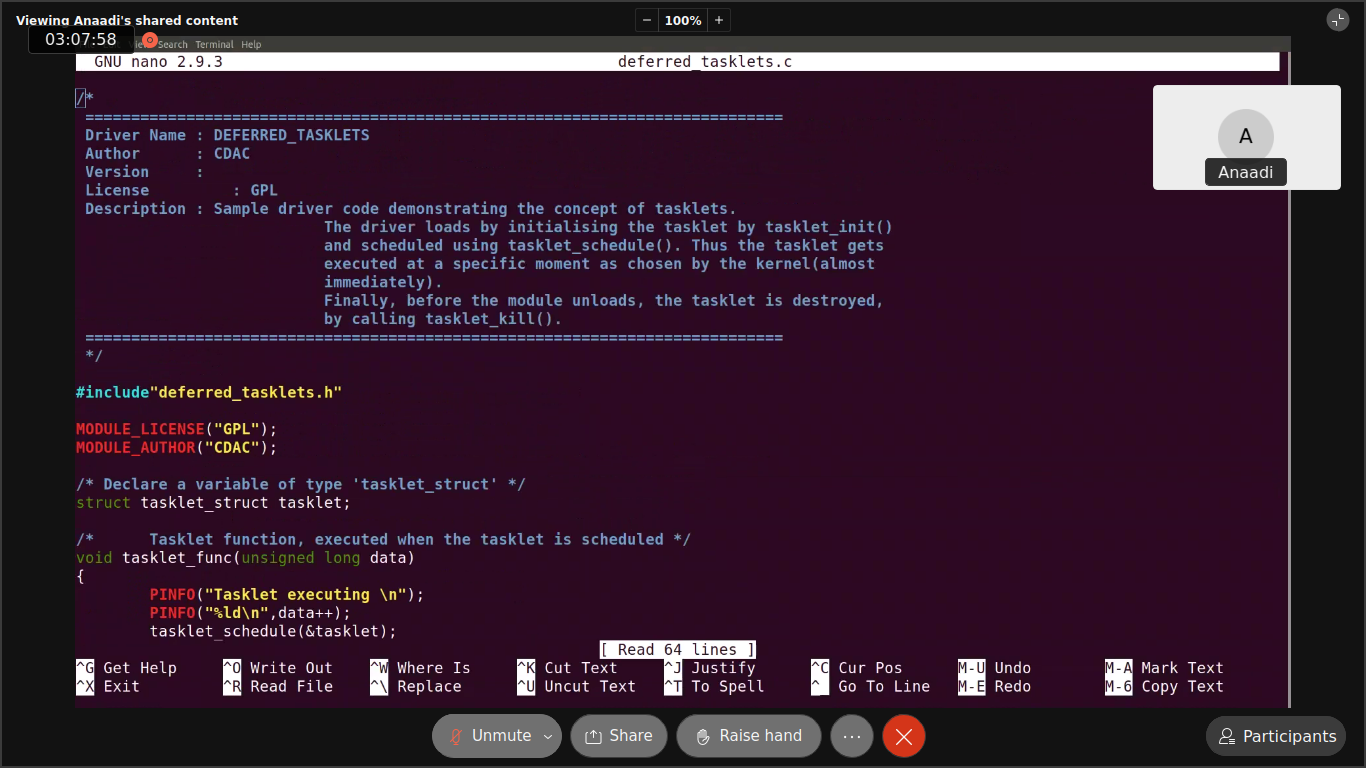 Viewing Anaadi's shared content
− 100% +
03:07:58
View Search Terminal Help
GNU nano 2.9.3 deferred_tasklets.c
/*
===========================================================================
Driver Name : DEFERRED_TASKLETS
Author : CDAC
Version :
License : GPL
Description : Sample driver code demonstrating the concept of tasklets.
The driver loads by initialising the tasklet by tasklet_init()
and scheduled using tasklet_schedule(). Thus the tasklet gets
executed at a specific moment as chosen by the kernel(almost
immediately).
Finally, before the module unloads, the tasklet is destroyed,
by calling tasklet_kill().
===========================================================================
*/
#include"deferred_tasklets.h"
MODULE_LICENSE("GPL");
MODULE_AUTHOR("CDAC");
/* Declare a variable of type 'tasklet_struct' */
struct tasklet_struct tasklet;
/* Tasklet function, executed when the tasklet is scheduled */
void tasklet_func(unsigned long data)
{
PINFO("Tasklet executing \n");
PINFO("%ld\n",data++);
tasklet_schedule(&tasklet);
[ Read 64 lines ]
^G Get Help ^O Write Out ^W Where Is ^K Cut Text ^J Justify ^C Cur Pos M-U Undo M-A Mark Text
^X Exit ^R Read File ^\ Replace ^U Uncut Text ^T To Spell ^_ Go To Line M-E Redo M-6 Copy Text
A
Anaadi
Unmute Share Raise hand ... Participants